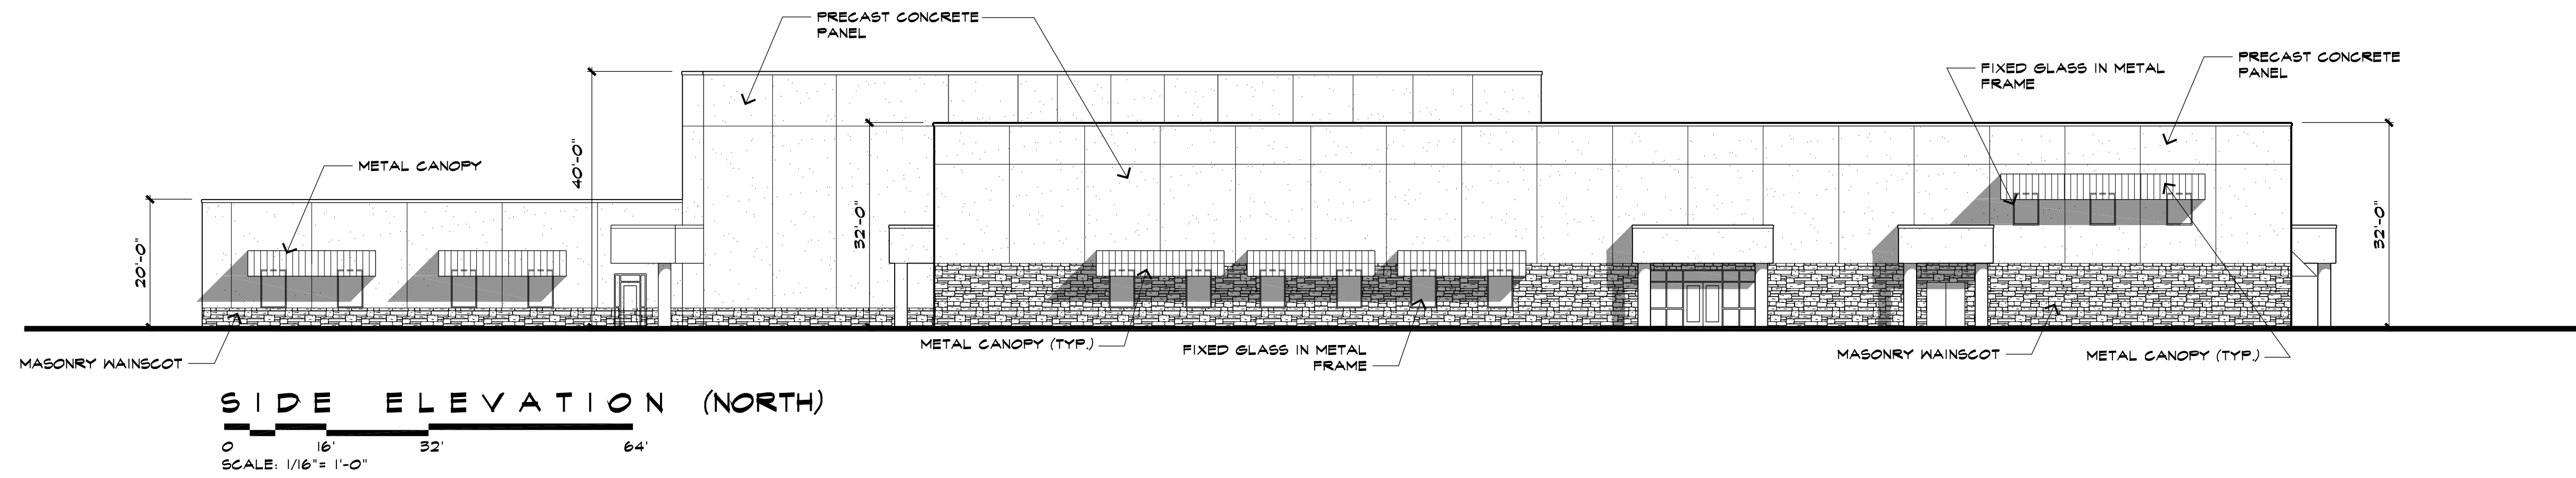 PRECAST CONCRETE
PANEL
PRECAST CONCRETE
PANEL
FIXED GLASS IN METAL
FRAME
METAL CANOPY
40'-0"
32'-0"
20'-0"
32'-0"
METAL CANOPY (TYP.)
FIXED GLASS IN METAL
FRAME
MASONRY WAINSCOT
METAL CANOPY (TYP.)
MASONRY WAINSCOT
SIDE ELEVATION (NORTH)
0 16' 32' 64'
SCALE: 1/16"= 1'-0"